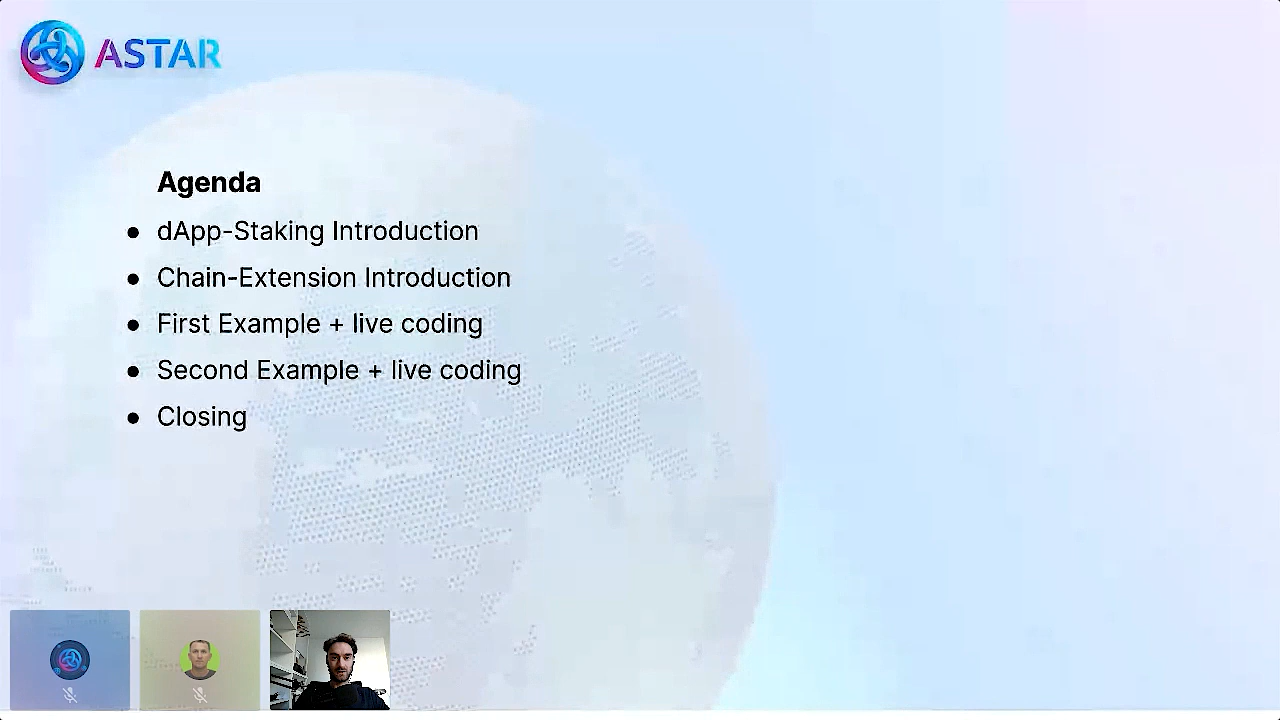 ASTAR
Agenda
● dApp-Staking Introduction
● Chain-Extension Introduction
● First Example + live coding
● Second Example + live coding
● Closing